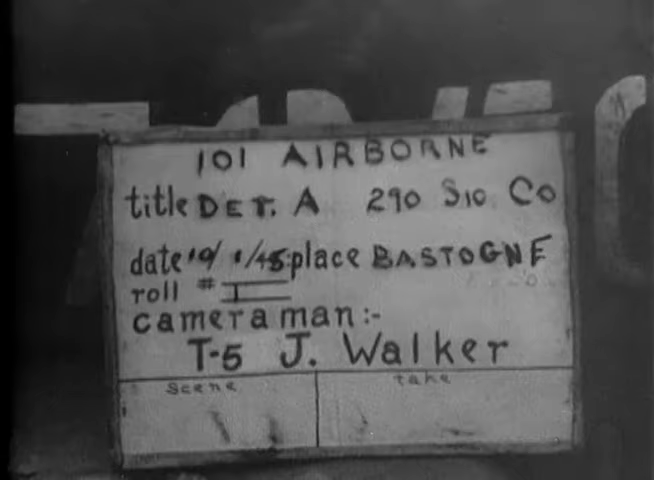 101 AIRBORNE
title DET. A 290 SIG CO
date 10/1/45 place BASTOGNE
roll # I
cameraman:-
T-5 J. Walker
scene take